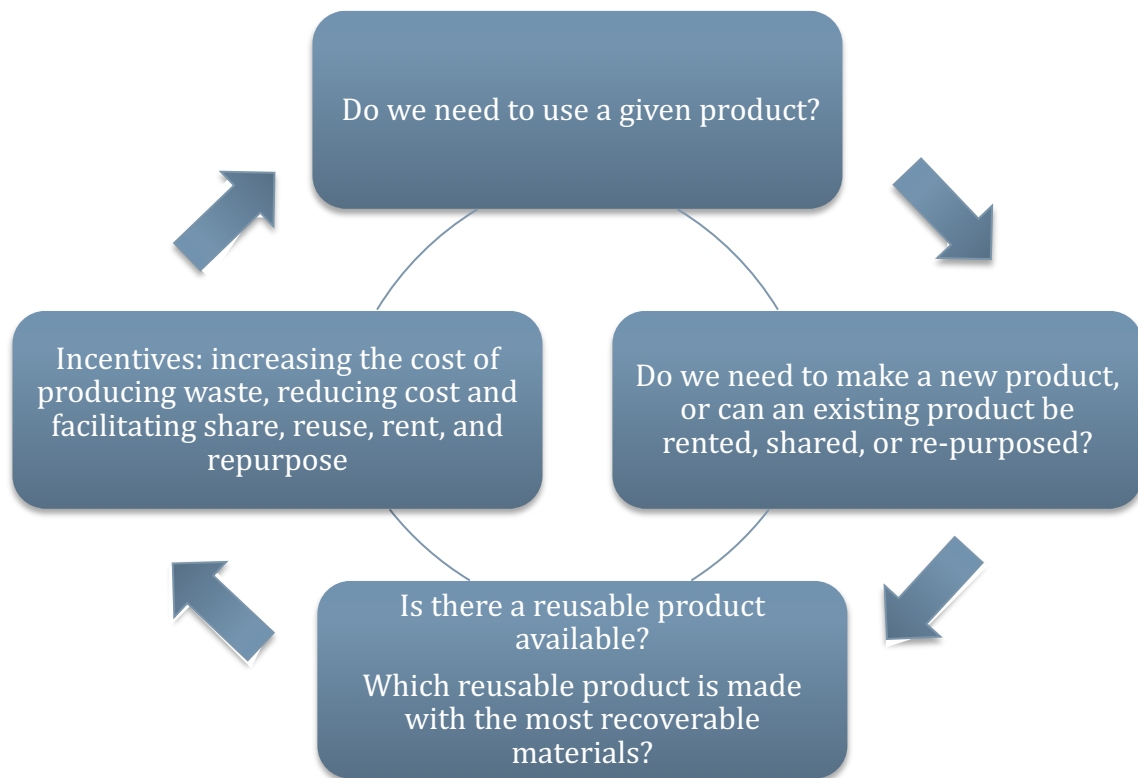 Do we need to use a given product?
Do we need to make a new product,
or can an existing product be
rented, shared, or re-purposed?
Is there a reusable product
available?
Which reusable product is made
with the most recoverable
materials?
Incentives: increasing the cost of
producing waste, reducing cost and
facilitating share, reuse, rent, and
repurpose